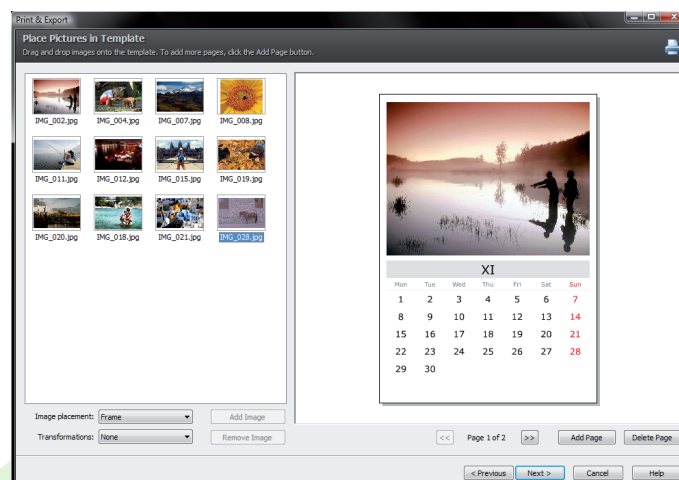 Print & Export
Place Pictures in Template
Drag and drop images onto the template. To add more pages, click the Add Page button.
IMG_002.jpg IMG_004.jpg IMG_007.jpg IMG_008.jpg
IMG_011.jpg IMG_012.jpg IMG_015.jpg IMG_019.jpg
IMG_020.jpg IMG_018.jpg IMG_021.jpg IMG_028.jpg
XI
Mon Tue Wed Thu Fri Sat Sun
1 2 3 4 5 6 7
8 9 10 11 12 13 14
15 16 17 18 19 20 21
22 23 24 25 26 27 28
29 30
Image placement: Frame Add Image
Transformations: None Remove Image
<< Page 1 of 2 >> Add Page Delete Page
< Previous Next > Cancel Help